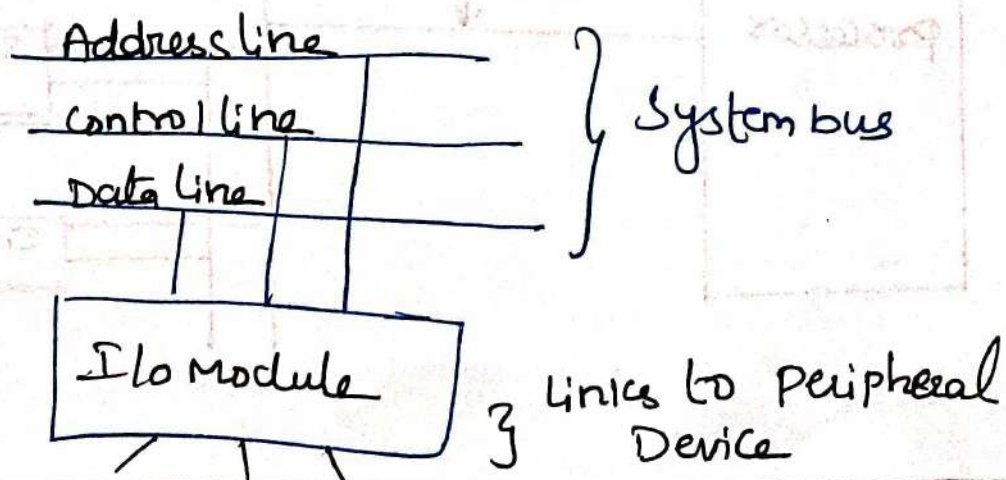 Address line
control line
Data line
System bus
I/o Module
Links to Peripheral
Device